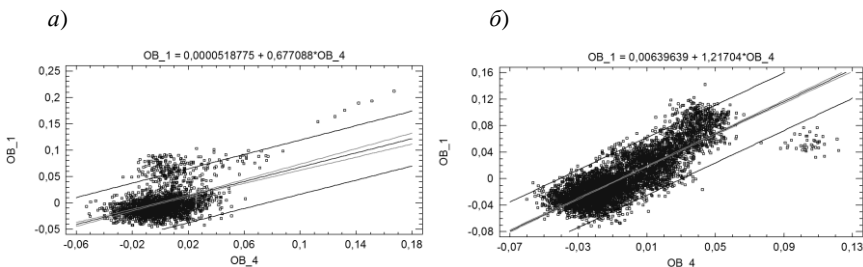 а) б)
OB_1 = 0,0000518775 + 0,677088*OB_4 OB_1 = 0,00639639 + 1,21704*OB_4
0,25 0,16
0,2 0,12
0,15 0,08
0,1 0,04
0,05 0
0 -0,04
-0,05 -0,08
OB_1 OB_1
-0,06 -0,02 0,02 0,06 0,1 0,14 0,18 -0,07 -0,03 0,01 0,05 0,09 0,13
OB_4 OB_4